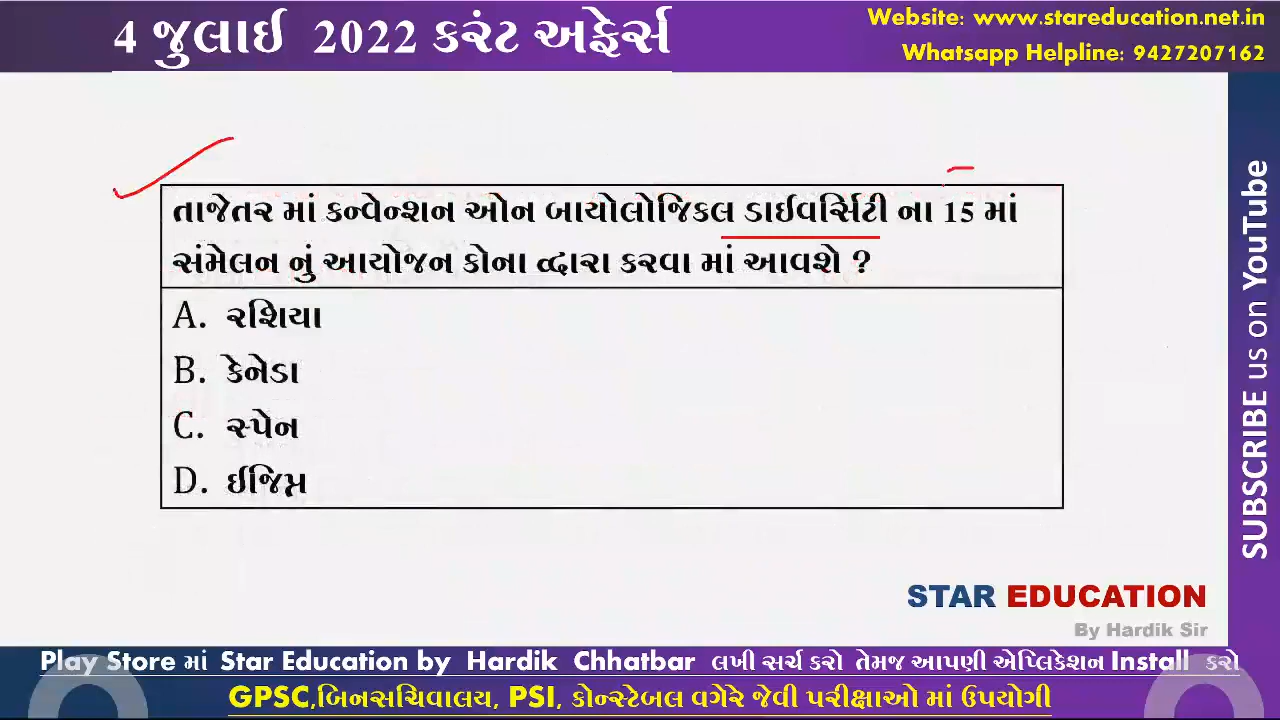 4 જુલાઈ 2022 કરંટ અફેર્સ
Website: www.stareducation.net.in
Whatsapp Helpline: 9427207162
તાજેતર માં કન્વેન્શન ઓન બાયોલોજિકલ ડાઈવર્સિટી ના 15 માં
સંમેલન નું આયોજન કોના દ્વારા કરવા માં આવશે ?
A. રશિયા
B. કેનેડા
C. સ્પેન
D. ઈજિપ્ત
SUBSCRIBE us on YouTube
STAR EDUCATION
By Hardik Sir
Play Store માં Star Education by Hardik Chhatbar લખી સર્ચ કરો તેમજ આપણી એપ્લિકેશન Install કરો
GPSC,બિનસચિવાલય, PSI, કોન્સ્ટેબલ વગેરે જેવી પરીક્ષાઓ માં ઉપયોગી